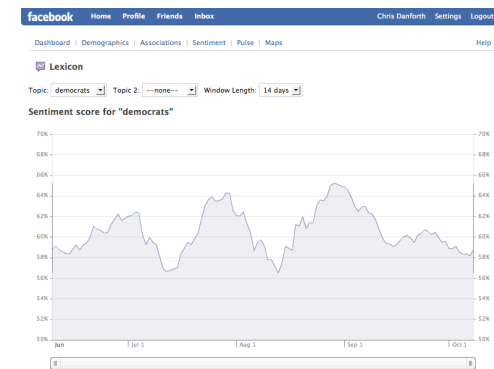 facebook Home Profile Friends Inbox Chris Danforth Settings Logout
Dashboard | Demographics | Associations | Sentiment | Pulse | Maps Help
Lexicon
Topic: democrats Topic 2: --none-- Window Length: 14 days
Sentiment score for "democrats"
70% 70%
68% 68%
66% 66%
64% 64%
62% 62%
60% 60%
58% 58%
56% 56%
54% 54%
52% 52%
50% 50%
Jun Jul 1 Aug 1 Sep 1 Oct 1